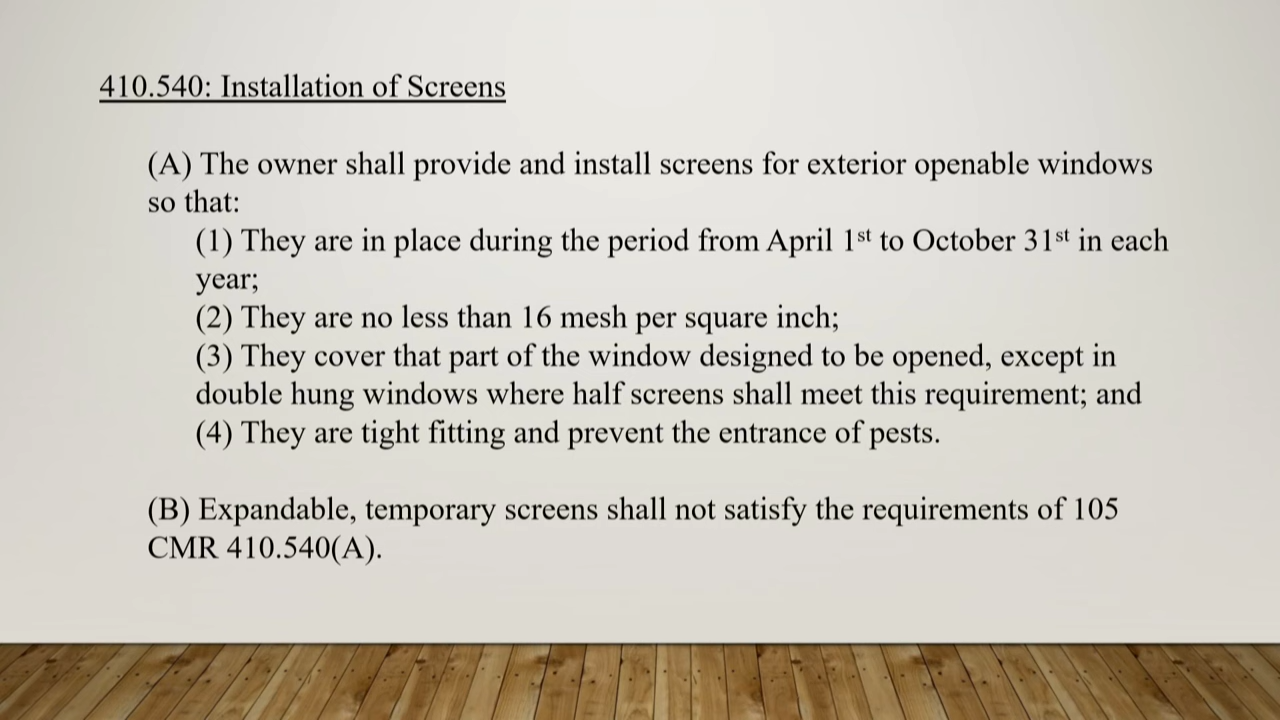 410.540: Installation of Screens
(A) The owner shall provide and install screens for exterior openable windows
so that:
(1) They are in place during the period from April 1st to October 31st in each
year;
(2) They are no less than 16 mesh per square inch;
(3) They cover that part of the window designed to be opened, except in
double hung windows where half screens shall meet this requirement; and
(4) They are tight fitting and prevent the entrance of pests.
(B) Expandable, temporary screens shall not satisfy the requirements of 105
CMR 410.540(A).